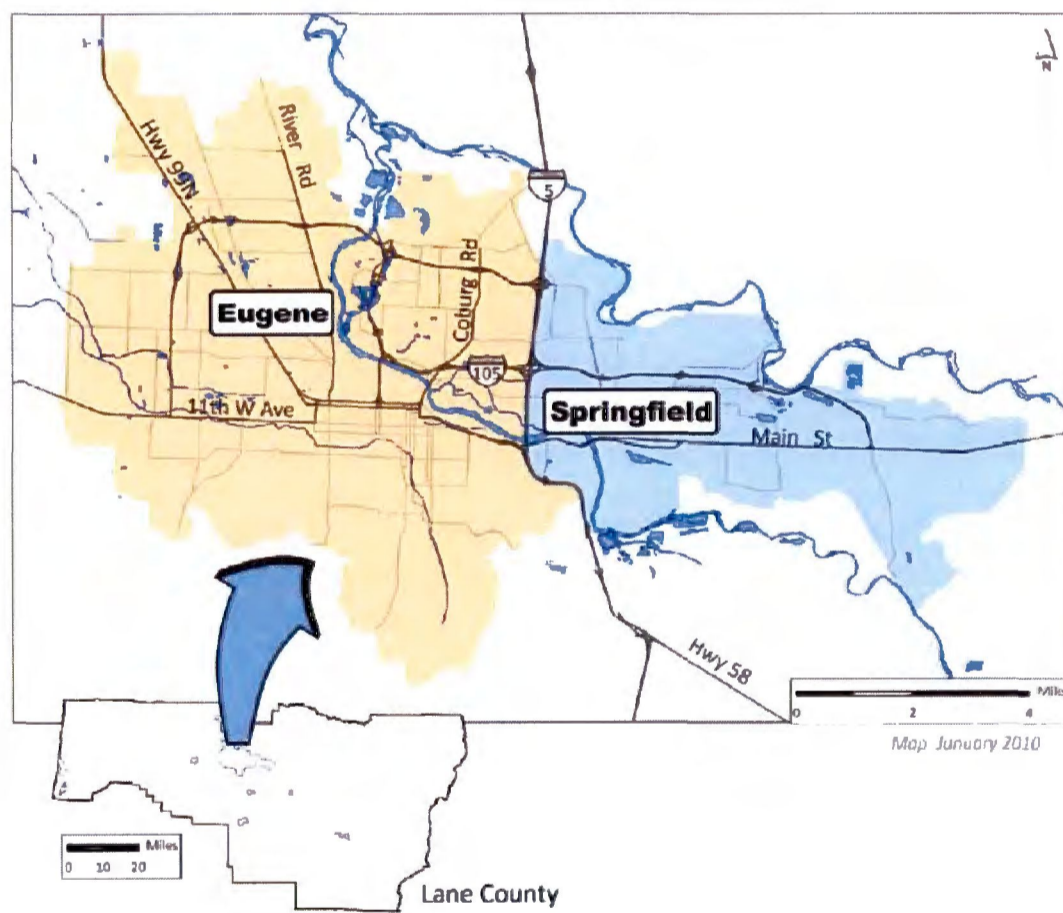 N
Hwy 99N
River Rd
5
Coburg Rd
Eugene
105
Springfield
11th W Ave
Main St
Hwy 58
Miles
0 2 4
Map January 2010
Miles
0 10 20
Lane County